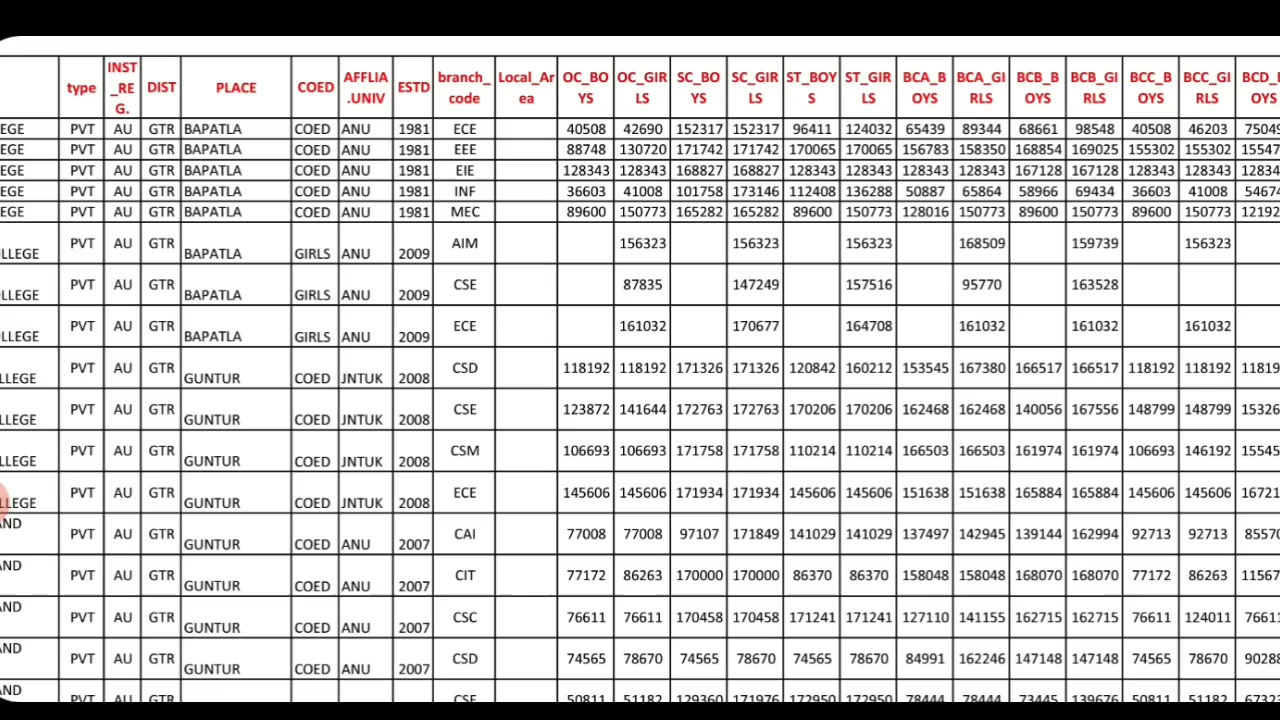 type INST_REG. DIST PLACE COED AFFLIA.UNIV ESTD branch_code Local_Area OC_BOYS OC_GIRLS SC_BOYS SC_GIRLS ST_BOYS ST_GIRLS BCA_BOYS BCA_GIRLS BCB_BOYS BCB_GIRLS BCC_BOYS BCC_GIRLS BCD_B OYS
EGE PVT AU GTR BAPATLA COED ANU 1981 ECE 40508 42690 152317 152317 96411 124032 65439 89344 68661 98548 40508 46203 75049
EGE PVT AU GTR BAPATLA COED ANU 1981 EEE 88748 130720 171742 171742 170065 170065 156783 158350 168854 169025 155302 155302 15547
EGE PVT AU GTR BAPATLA COED ANU 1981 EIE 128343 128343 168827 168827 128343 128343 128343 128343 167128 167128 128343 128343 12834
EGE PVT AU GTR BAPATLA COED ANU 1981 INF 36603 41008 101758 173146 112408 136288 50887 65864 58966 69434 36603 41008 54674
EGE PVT AU GTR BAPATLA COED ANU 1981 MEC 89600 150773 165282 165282 89600 150773 128016 150773 89600 150773 89600 150773 12192
OLLEGE PVT AU GTR BAPATLA GIRLS ANU 2009 AIM 156323 156323 156323 168509 159739 156323
OLLEGE PVT AU GTR BAPATLA GIRLS ANU 2009 CSE 87835 147249 157516 95770 163528
OLLEGE PVT AU GTR BAPATLA GIRLS ANU 2009 ECE 161032 170677 164708 161032 161032 161032
LLEGE PVT AU GTR GUNTUR COED JNTUK 2008 CSD 118192 118192 171326 171326 120842 160212 153545 167380 166517 166517 118192 118192 11819
LLEGE PVT AU GTR GUNTUR COED JNTUK 2008 CSE 123872 141644 172763 172763 170206 170206 162468 162468 140056 167556 148799 148799 15326
LLEGE PVT AU GTR GUNTUR COED JNTUK 2008 CSM 106693 106693 171758 171758 110214 110214 166503 166503 161974 161974 106693 146192 15545
LLEGE PVT AU GTR GUNTUR COED JNTUK 2008 ECE 145606 145606 171934 171934 145606 145606 151638 151638 165884 165884 145606 145606 16721
AND PVT AU GTR GUNTUR COED ANU 2007 CAI 77008 77008 97107 171849 141029 141029 137497 142945 139144 162994 92713 92713 85570
AND PVT AU GTR GUNTUR COED ANU 2007 CIT 77172 86263 170000 170000 86370 86370 158048 158048 168070 168070 77172 86263 11567
AND PVT AU GTR GUNTUR COED ANU 2007 CSC 76611 76611 170458 170458 171241 171241 127110 141155 162715 162715 76611 124011 76611
AND PVT AU GTR GUNTUR COED ANU 2007 CSD 74565 78670 74565 78670 74565 78670 84991 162246 147148 147148 74565 78670 90288
AND PVT AU GTR CSE 50811 51182 129360 171976 172950 172950 78444 78444 73445 139676 50811 51182 67322